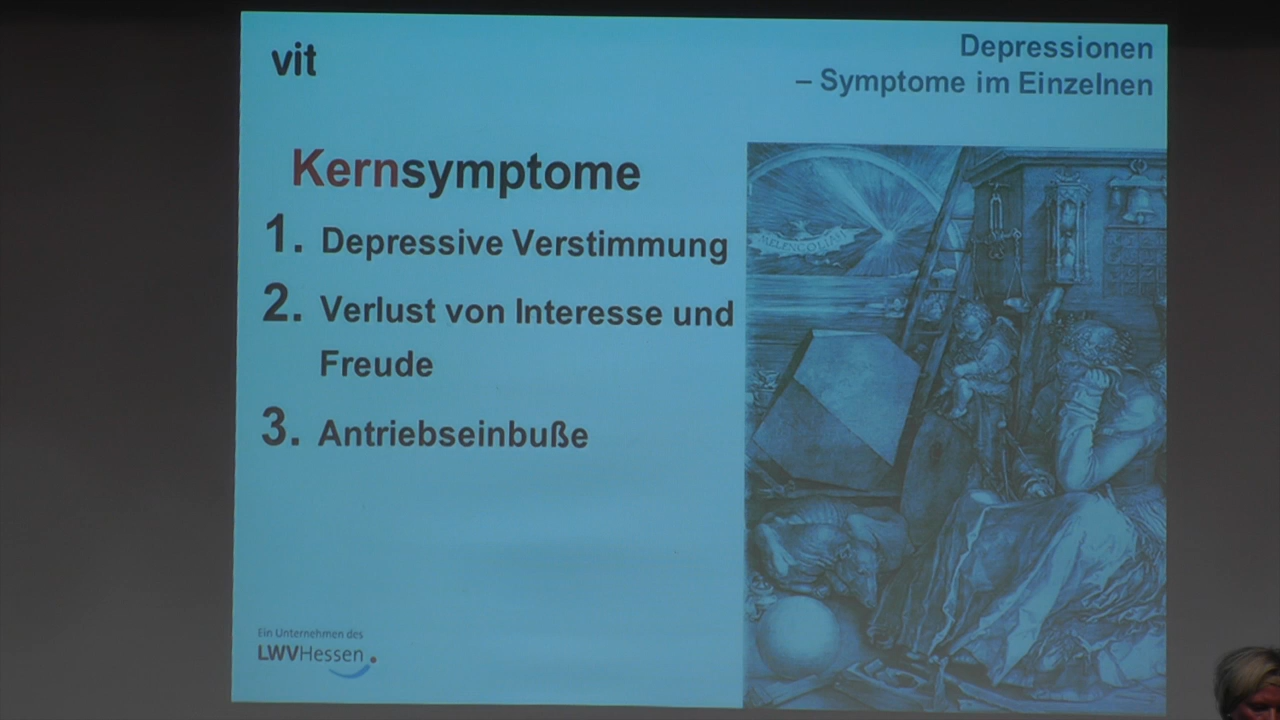 vit
Depressionen
– Symptome im Einzelnen
Kernsymptome
1. Depressive Verstimmung
2. Verlust von Interesse und
Freude
3. Antriebseinbuße
MELENCOLIA I
Ein Unternehmen des
LWVHessen